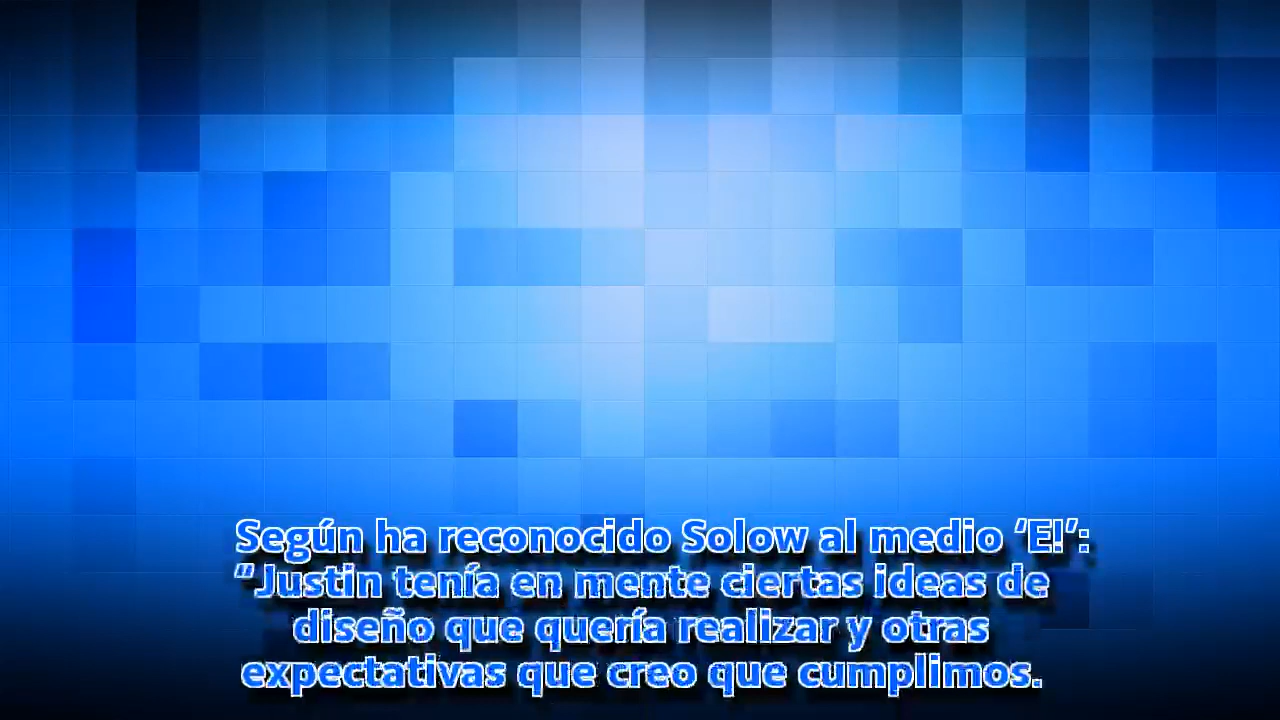 Según ha reconocido Solow al medio ‘E!’:
“Justin tenía en mente ciertas ideas de
diseño que quería realizar y otras
expectativas que creo que cumplimos.